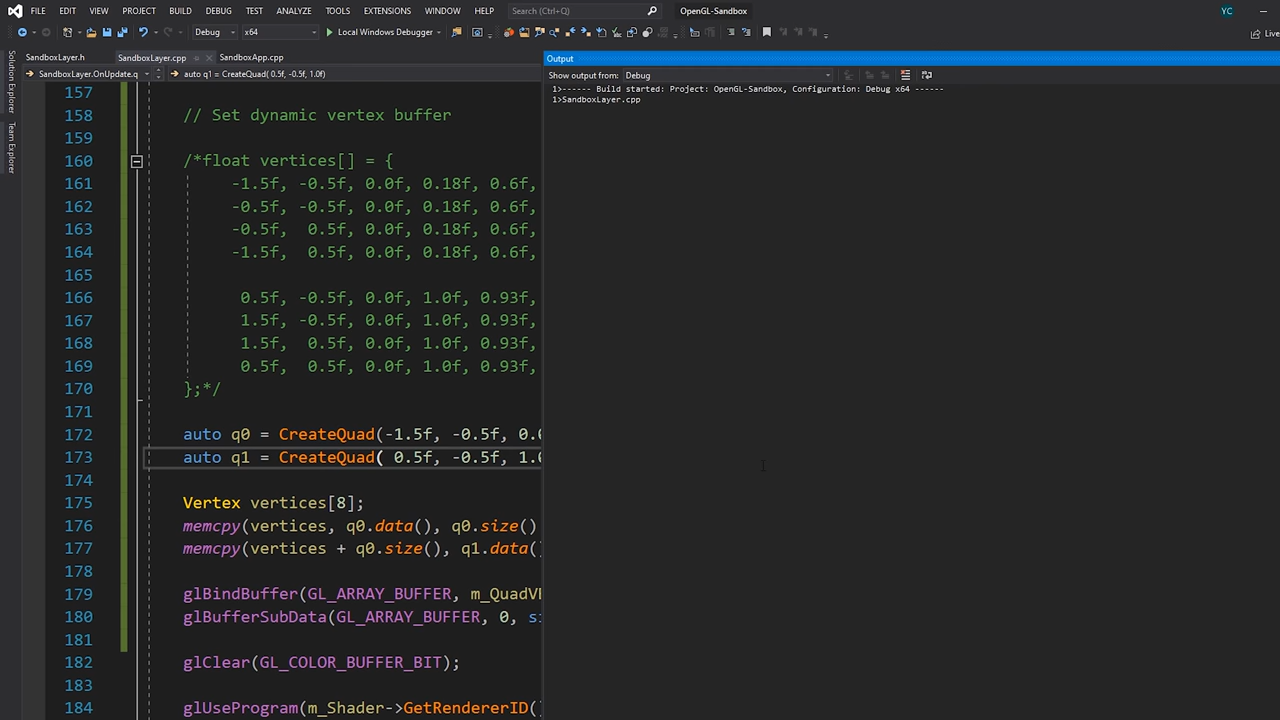 FILE EDIT VIEW PROJECT BUILD DEBUG TEST ANALYZE TOOLS EXTENSIONS WINDOW HELP Search (Ctrl+Q) OpenGL-Sandbox YC
Debug x64 Local Windows Debugger Live
SandboxLayer.h SandboxLayer.cpp SandboxApp.cpp
SandboxLayer.OnUpdate.q auto q1 = CreateQuad( 0.5f, -0.5f, 1.0f)
Solution Explorer
Team Explorer
157
158 // Set dynamic vertex buffer
159
160 /*float vertices[] = {
161 -1.5f, -0.5f, 0.0f, 0.18f, 0.6f,
162 -0.5f, -0.5f, 0.0f, 0.18f, 0.6f,
163 -0.5f, 0.5f, 0.0f, 0.18f, 0.6f,
164 -1.5f, 0.5f, 0.0f, 0.18f, 0.6f,
165
166 0.5f, -0.5f, 0.0f, 1.0f, 0.93f,
167 1.5f, -0.5f, 0.0f, 1.0f, 0.93f,
168 1.5f, 0.5f, 0.0f, 1.0f, 0.93f,
169 0.5f, 0.5f, 0.0f, 1.0f, 0.93f,
170 };*/
171
172 auto q0 = CreateQuad(-1.5f, -0.5f, 0.0
173 auto q1 = CreateQuad( 0.5f, -0.5f, 1.0
174
175 Vertex vertices[8];
176 memcpy(vertices, q0.data(), q0.size()
177 memcpy(vertices + q0.size(), q1.data()
178
179 glBindBuffer(GL_ARRAY_BUFFER, m_QuadVB
180 glBufferSubData(GL_ARRAY_BUFFER, 0, si
181
182 glClear(GL_COLOR_BUFFER_BIT);
183
184 glUseProgram(m_Shader->GetRendererID()
Output
Show output from: Debug
1>------ Build started: Project: OpenGL-Sandbox, Configuration: Debug x64 ------
1>SandboxLayer.cpp